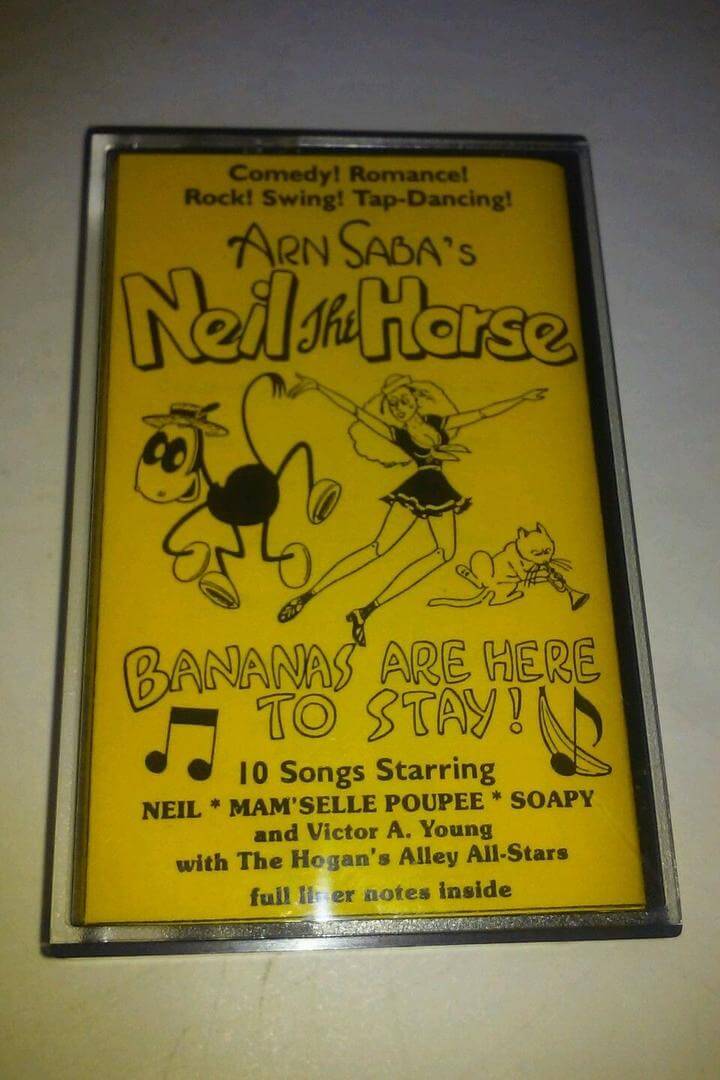 Comedy! Romance!
Rock! Swing! Tap-Dancing!
ARN SABA'S
Neil The Horse
BANANAS ARE HERE
TO STAY!
10 Songs Starring
NEIL * MAM'SELLE POUPEE * SOAPY
and Victor A. Young
with The Hogan's Alley All-Stars
full liner notes inside